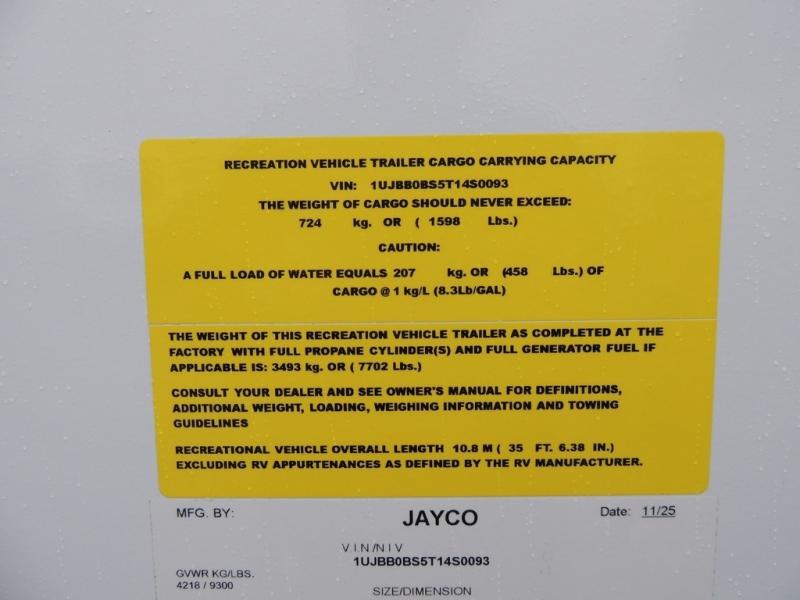 RECREATION VEHICLE TRAILER CARGO CARRYING CAPACITY
VIN: 1UJBB0BS5T14S0093
THE WEIGHT OF CARGO SHOULD NEVER EXCEED:
724 kg. OR ( 1598 Lbs.)
CAUTION:
A FULL LOAD OF WATER EQUALS 207 kg. OR (458 Lbs.) OF
CARGO @ 1 kg/L (8.3Lb/GAL)
THE WEIGHT OF THIS RECREATION VEHICLE TRAILER AS COMPLETED AT THE
FACTORY WITH FULL PROPANE CYLINDER(S) AND FULL GENERATOR FUEL IF
APPLICABLE IS: 3493 kg. OR ( 7702 Lbs.)
CONSULT YOUR DEALER AND SEE OWNER'S MANUAL FOR DEFINITIONS,
ADDITIONAL WEIGHT, LOADING, WEIGHING INFORMATION AND TOWING
GUIDELINES
RECREATIONAL VEHICLE OVERALL LENGTH 10.8 M ( 35 FT. 6.38 IN.)
EXCLUDING RV APPURTENANCES AS DEFINED BY THE RV MANUFACTURER.
MFG. BY: JAYCO Date: 11/25
V I N /N I V
1UJBB0BS5T14S0093
GVWR KG/LBS.
4218 / 9300
SIZE/DIMENSION